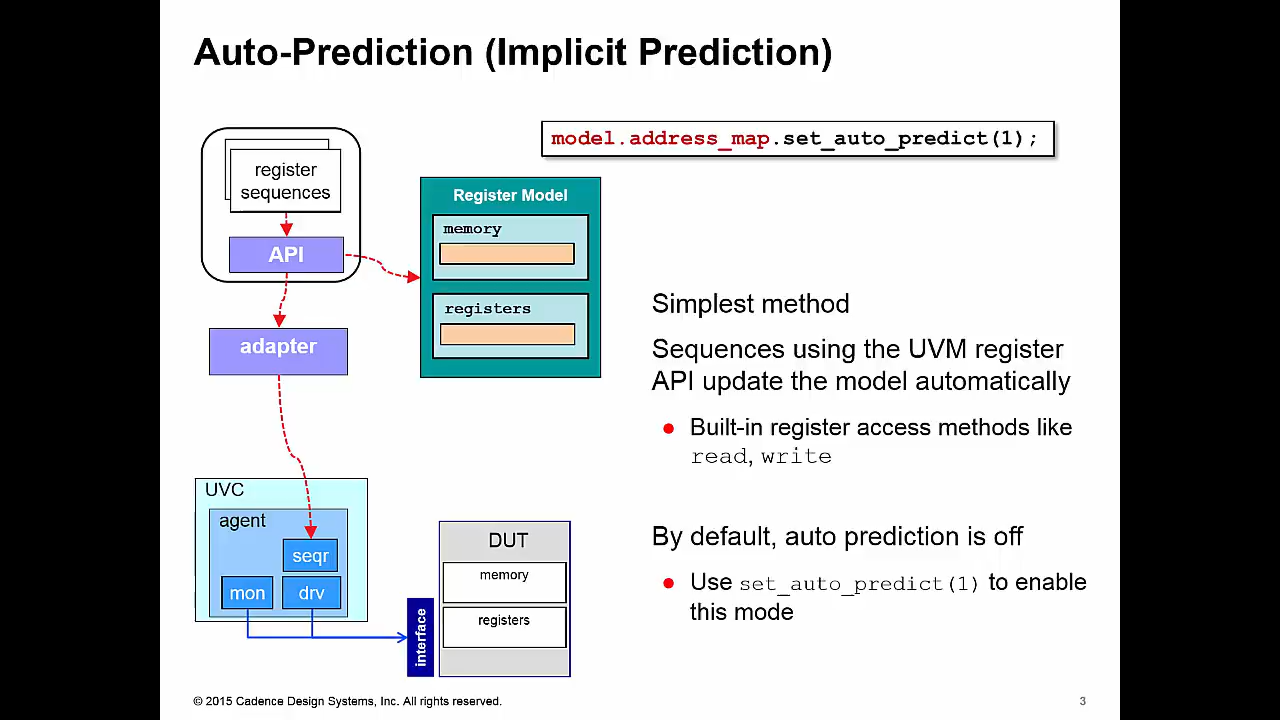 Auto-Prediction (Implicit Prediction)
model.address_map.set_auto_predict(1);
register
sequences
API
adapter
Register Model
memory
registers
UVC
agent
seqr
mon
drv
interface
DUT
memory
registers
Simplest method
Sequences using the UVM register
API update the model automatically
● Built-in register access methods like
read, write
By default, auto prediction is off
● Use set_auto_predict(1) to enable
this mode
© 2015 Cadence Design Systems, Inc. All rights reserved.
3